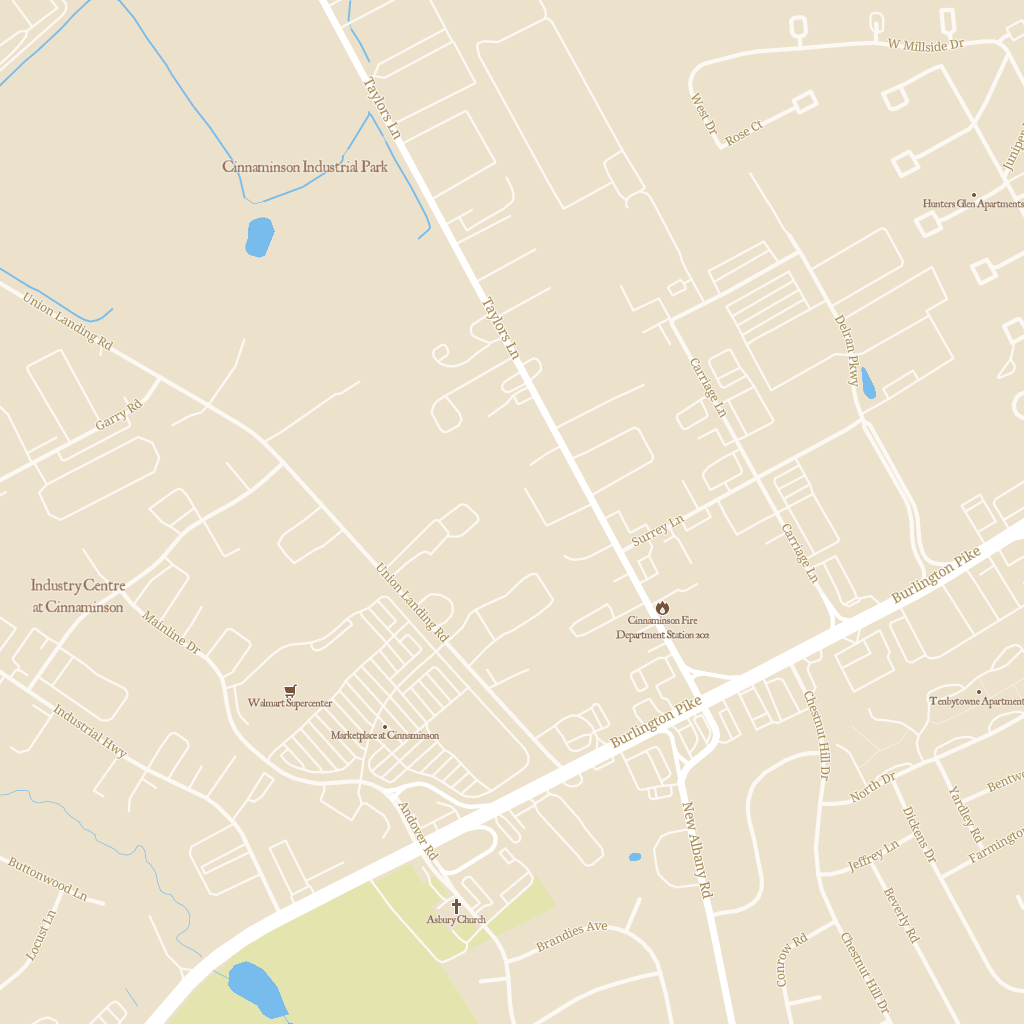 W Millside Dr
Taylors Ln
West Dr
Rose Ct
Juniper
Cinnaminson Industrial Park
Hunters Glen Apartments
Union Landing Rd
Taylors Ln
Delran Pkwy
Carriage Ln
Garry Rd
Surrey Ln
Carriage Ln
Burlington Pike
Industry Centre
at Cinnaminson
Union Landing Rd
Mainline Dr
Cinnaminson Fire
Department Station 202
Walmart Supercenter
Tenbytowne Apartment
Burlington Pike
Industrial Hwy
Marketplace at Cinnaminson
Chestnut Hill Dr
North Dr
Bentwo
Andover Rd
New Albany Rd
Dickens Dr
Yardley Rd
Farmington
Jeffrey Ln
Buttonwood Ln
Beverly Rd
Asbury Church
Locust Ln
Brandies Ave
Conrow Rd
Chestnut Hill Dr